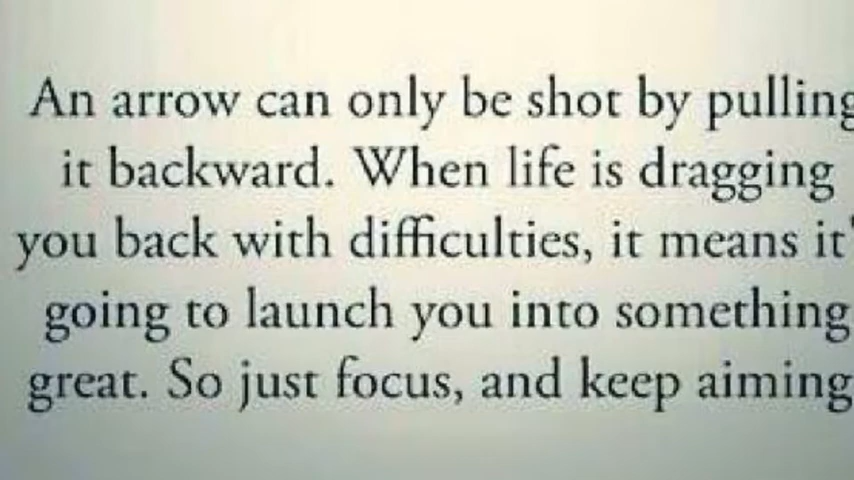 An arrow can only be shot by pulling
it backward. When life is dragging
you back with difficulties, it means it'
going to launch you into something
great. So just focus, and keep aiming